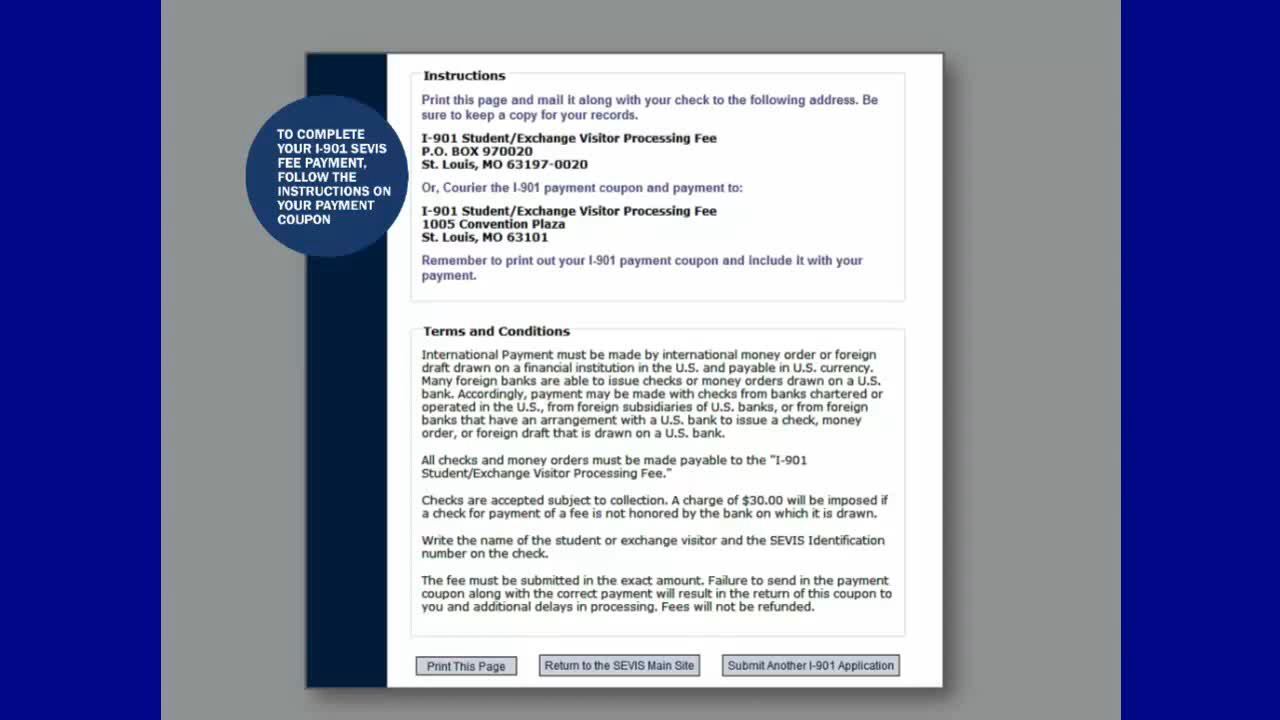 TO COMPLETE
YOUR I-901 SEVIS
FEE PAYMENT,
FOLLOW THE
INSTRUCTIONS ON
YOUR PAYMENT
COUPON
Instructions
Print this page and mail it along with your check to the following address. Be
sure to keep a copy for your records.
I-901 Student/Exchange Visitor Processing Fee
P.O. BOX 970020
St. Louis, MO 63197-0020
Or, Courier the I-901 payment coupon and payment to:
I-901 Student/Exchange Visitor Processing Fee
1005 Convention Plaza
St. Louis, MO 63101
Remember to print out your I-901 payment coupon and include it with your
payment.
Terms and Conditions
International Payment must be made by international money order or foreign
draft drawn on a financial institution in the U.S. and payable in U.S. currency.
Many foreign banks are able to issue checks or money orders drawn on a U.S.
bank. Accordingly, payment may be made with checks from banks chartered or
operated in the U.S., from foreign subsidiaries of U.S. banks, or from foreign
banks that have an arrangement with a U.S. bank to issue a check, money
order, or foreign draft that is drawn on a U.S. bank.
All checks and money orders must be made payable to the "I-901
Student/Exchange Visitor Processing Fee."
Checks are accepted subject to collection. A charge of $30.00 will be imposed if
a check for payment of a fee is not honored by the bank on which it is drawn.
Write the name of the student or exchange visitor and the SEVIS Identification
number on the check.
The fee must be submitted in the exact amount. Failure to send in the payment
coupon along with the correct payment will result in the return of this coupon to
you and additional delays in processing. Fees will not be refunded.
Print This Page
Return to the SEVIS Main Site
Submit Another I-901 Application